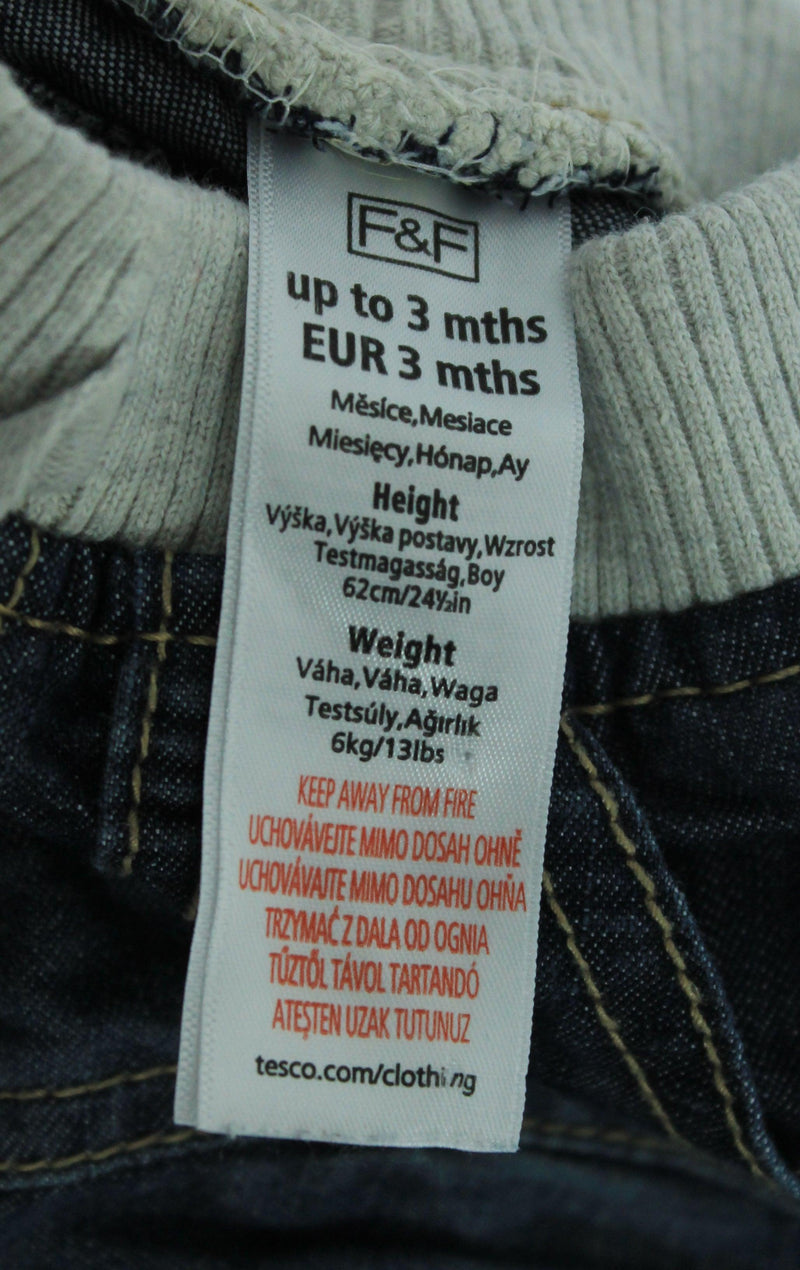 F&F
up to 3 mths
EUR 3 mths
Měsíce,Mesiace
Miesięcy,Hónap,Ay
Height
Výška,Výška postavy,Wzrost
Testmagasság,Boy
62cm/24½in
Weight
Váha,Váha,Waga
Testsúly,Ağırlık
6kg/13lbs
KEEP AWAY FROM FIRE
UCHOVÁVEJTE MIMO DOSAH OHNĚ
UCHOVÁVAJTE MIMO DOSAHU OHŇA
TRZYMAĆ Z DALA OD OGNIA
TŰZTŐL TÁVOL TARTANDÓ
ATEŞTEN UZAK TUTUNUZ
tesco.com/clothing